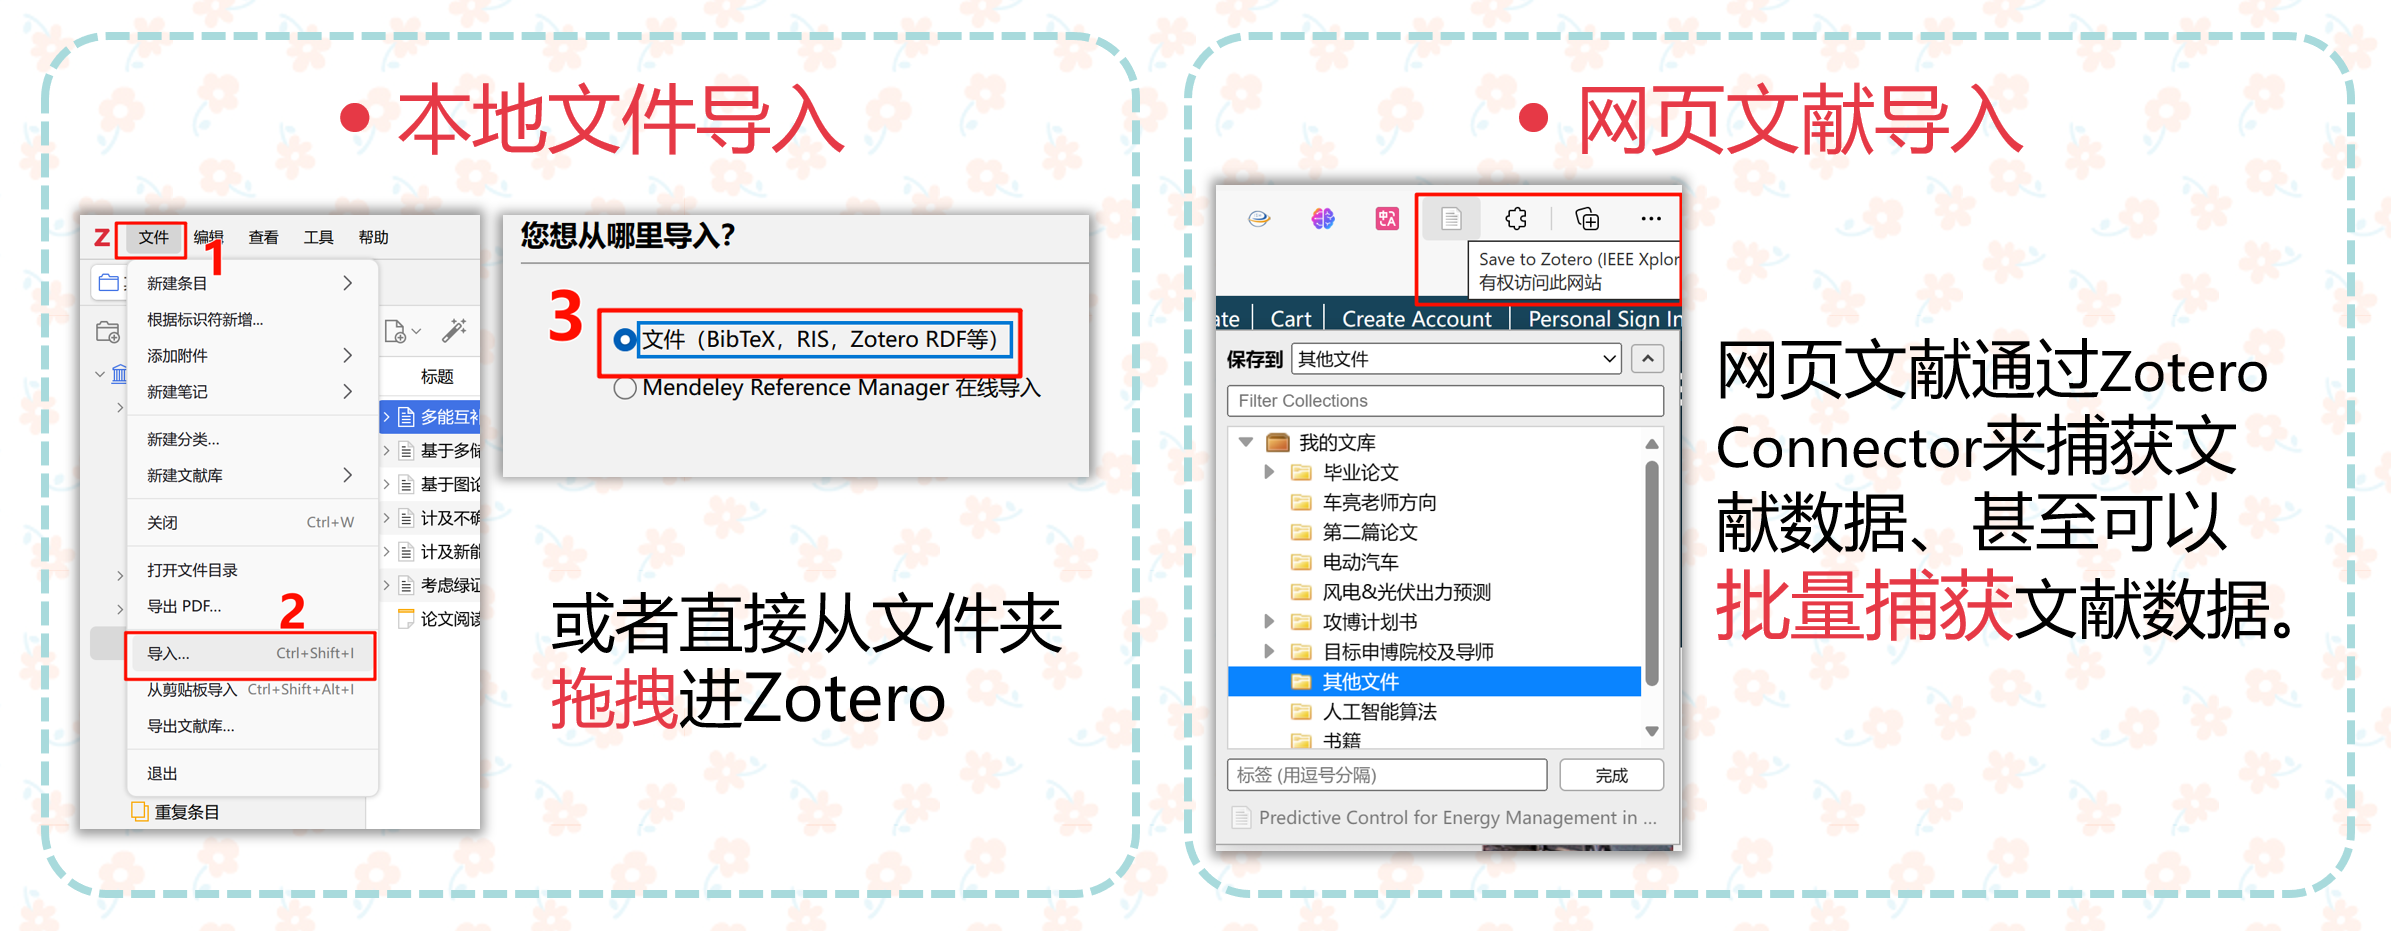 • 本地文件导入
Z 文件 编辑 查看 工具 帮助
1
新建条目
根据标识符新增...
添加附件
新建笔记
新建分类...
新建文献库
关闭 Ctrl+W
打开文件目录
导出 PDF...
2
导入... Ctrl+Shift+I
从剪贴板导入 Ctrl+Shift+Alt+I
导出文献库...
退出
重复条目
标题
多能互补
基于多储
基于图论
计及不确
计及新能
考虑绿证
论文阅读
您想从哪里导入？
3
文件（BibTeX，RIS，Zotero RDF等）
Mendeley Reference Manager 在线导入
或者直接从文件夹
拖拽进Zotero
• 网页文献导入
Save to Zotero (IEEE Xplor
有权访问此网站
ate Cart Create Account Personal Sign In
保存到 其他文件
Filter Collections
我的文库
毕业论文
车亮老师方向
第二篇论文
电动汽车
风电&光伏出力预测
攻博计划书
目标申博院校及导师
其他文件
人工智能算法
书籍
标签 (用逗号分隔) 完成
Predictive Control for Energy Management in ...
网页文献通过Zotero
Connector来捕获文
献数据、甚至可以
批量捕获文献数据。